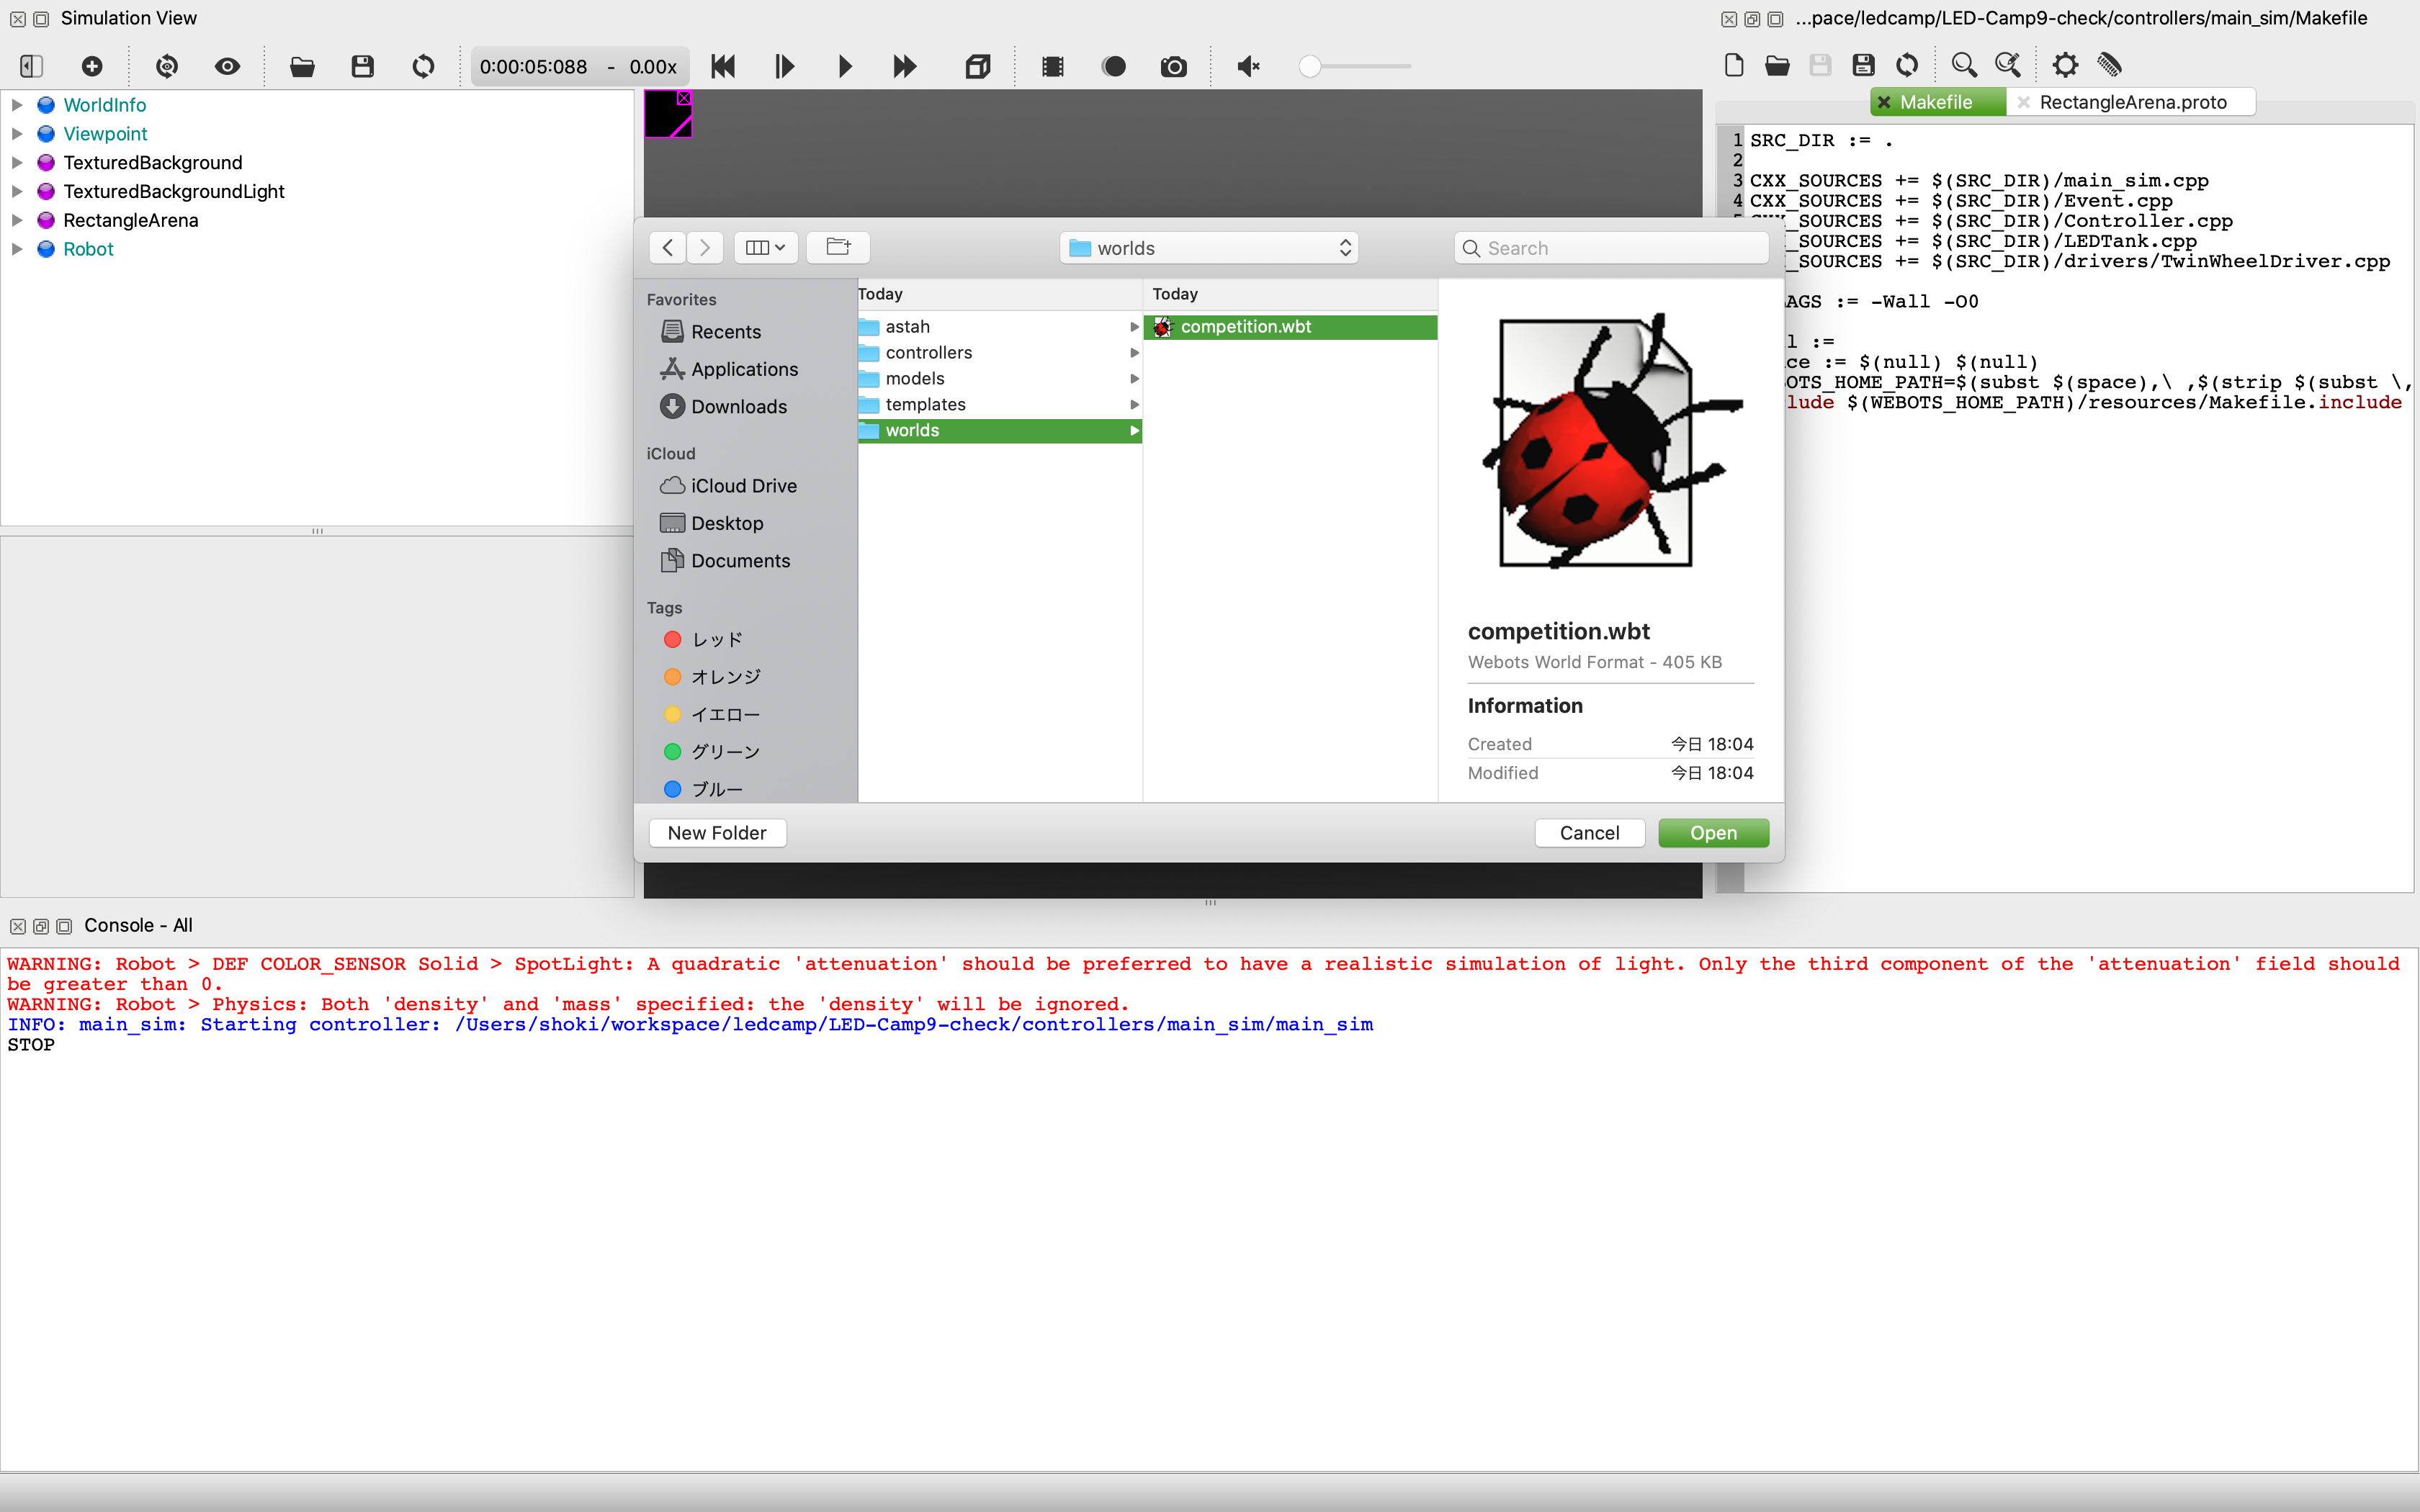 Simulation View
0:00:05:088 - 0.00x
WorldInfo
Viewpoint
TexturedBackground
TexturedBackgroundLight
RectangleArena
Robot
...pace/ledcamp/LED-Camp9-check/controllers/main_sim/Makefile
Makefile
RectangleArena.proto
1 SRC_DIR := .
2
3 CXX_SOURCES += $(SRC_DIR)/main_sim.cpp
4 CXX_SOURCES += $(SRC_DIR)/Event.cpp
_SOURCES += $(SRC_DIR)/Controller.cpp
_SOURCES += $(SRC_DIR)/LEDTank.cpp
_SOURCES += $(SRC_DIR)/drivers/TwinWheelDriver.cpp
AGS := -Wall -O0
l :=
ce := $(null) $(null)
OTS_HOME_PATH=$(subst $(space),\ ,$(strip $(subst \,
lude $(WEBOTS_HOME_PATH)/resources/Makefile.include
worlds
Search
Favorites
Recents
Applications
Downloads
iCloud
iCloud Drive
Desktop
Documents
Tags
レッド
オレンジ
イエロー
グリーン
ブルー
Today
astah
controllers
models
templates
worlds
Today
competition.wbt
competition.wbt
Webots World Format - 405 KB
Information
Created 今日 18:04
Modified 今日 18:04
New Folder
Cancel
Open
Console - All
WARNING: Robot > DEF COLOR_SENSOR Solid > SpotLight: A quadratic 'attenuation' should be preferred to have a realistic simulation of light. Only the third component of the 'attenuation' field should
be greater than 0.
WARNING: Robot > Physics: Both 'density' and 'mass' specified: the 'density' will be ignored.
INFO: main_sim: Starting controller: /Users/shoki/workspace/ledcamp/LED-Camp9-check/controllers/main_sim/main_sim
STOP